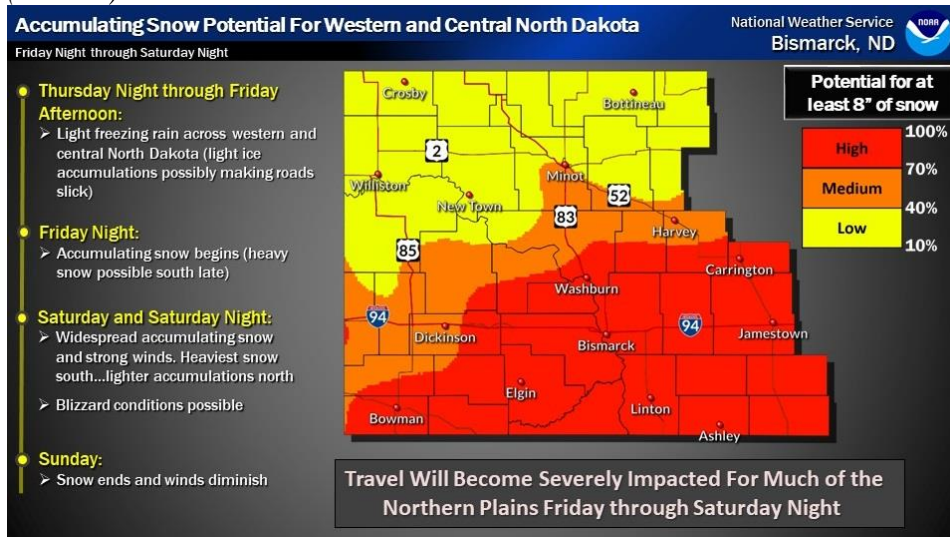 Accumulating Snow Potential For Western and Central North Dakota
National Weather Service
Bismarck, ND
NOAA
Friday Night through Saturday Night
Thursday Night through Friday
Afternoon:
➢ Light freezing rain across western and
central North Dakota (light ice
accumulations possibly making roads
slick)
Friday Night:
➢ Accumulating snow begins (heavy
snow possible south late)
Saturday and Saturday Night:
➢ Widespread accumulating snow
and strong winds. Heaviest snow
south...lighter accumulations north
➢ Blizzard conditions possible
Sunday:
➢ Snow ends and winds diminish
Crosby
Bottineau
2
Minot
Williston
New Town
52
83
Harvey
85
Carrington
Washburn
94
94
Dickinson
Bismarck
Jamestown
Elgin
Bowman
Linton
Ashley
Potential for at
least 8" of snow
100%
High
70%
Medium
40%
Low
10%
Travel Will Become Severely Impacted For Much of the
Northern Plains Friday through Saturday Night